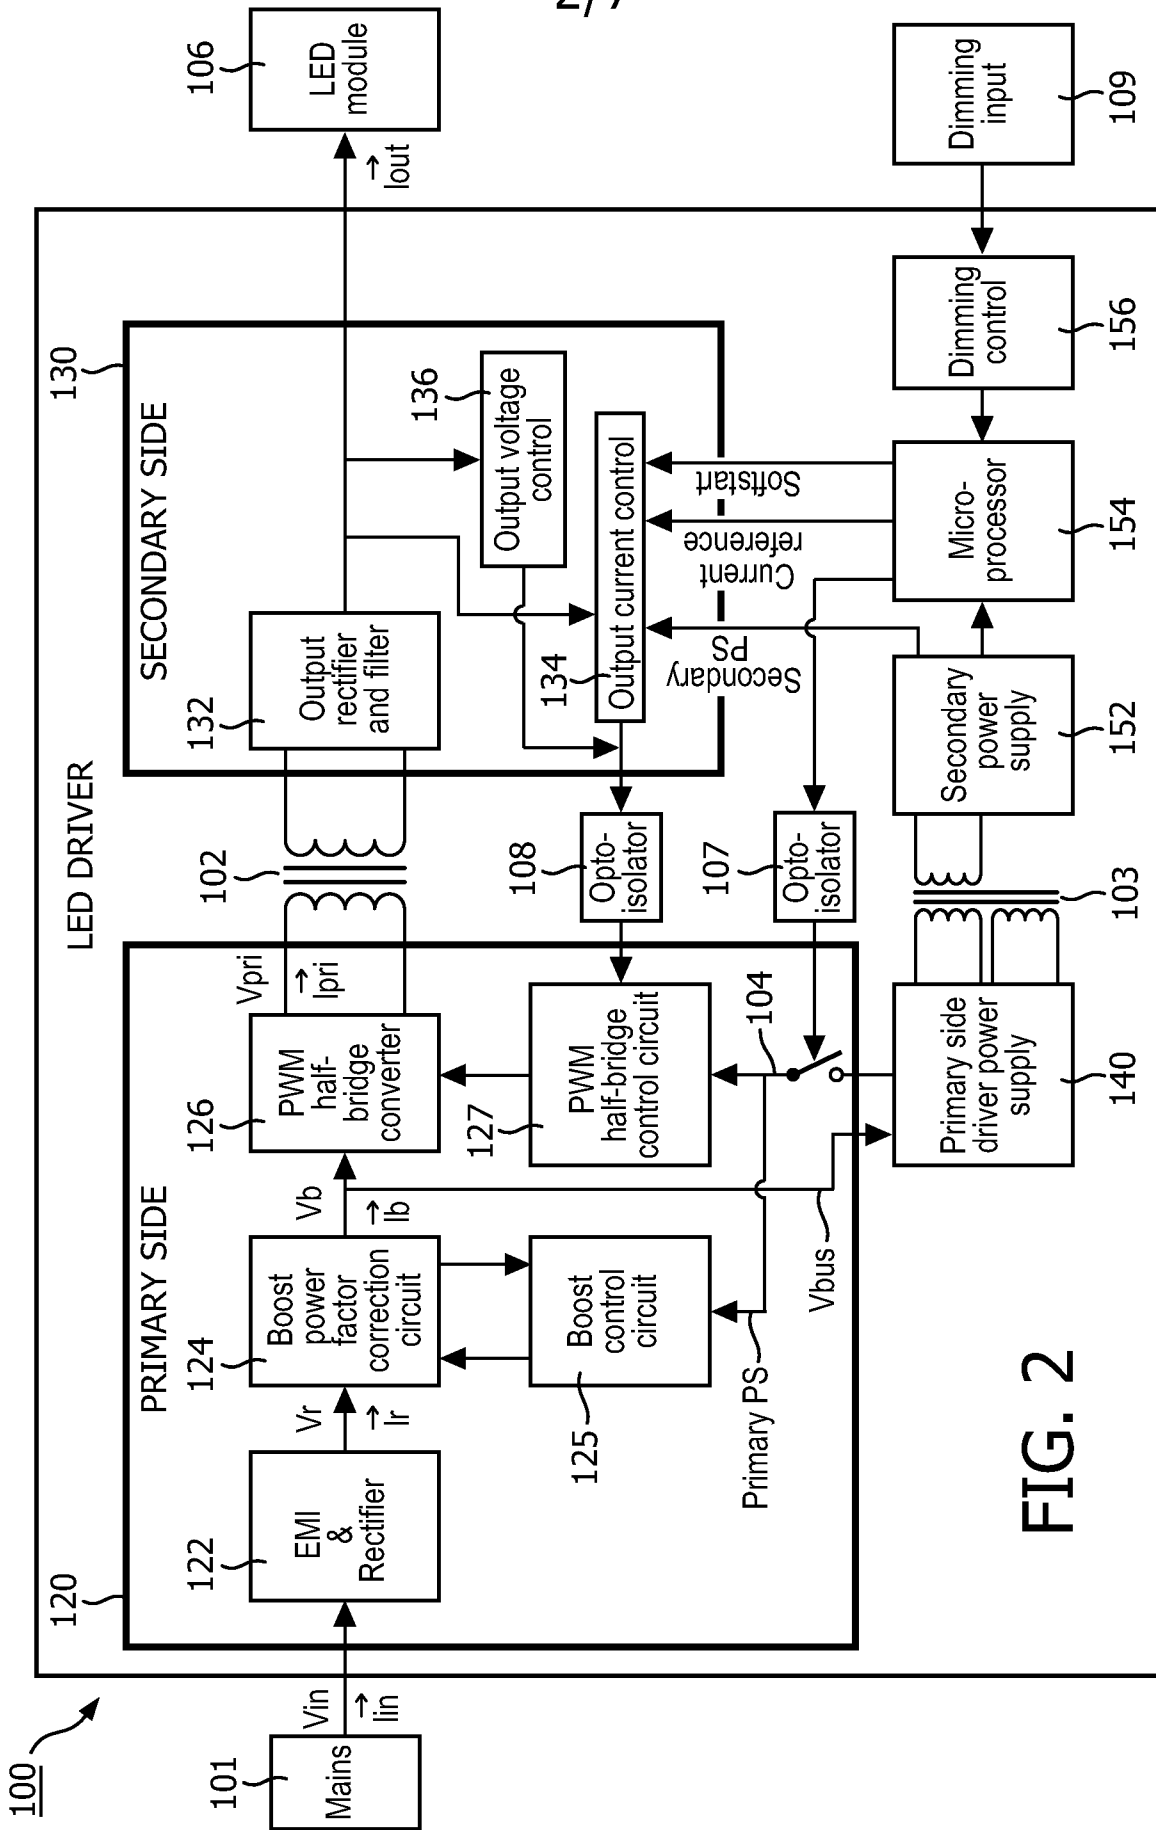 2/7
100
LED DRIVER
101
Mains
Vin
→
Iin
120
PRIMARY SIDE
122
EMI
&
Rectifier
Vr
→
Ir
124
Boost
power
factor
correction
circuit
Vb
→
Ib
126
PWM
half-
bridge
converter
Vpri
→
Ipri
102
130
SECONDARY SIDE
132
Output
rectifier
and filter
→
Iout
106
LED
module
125
Boost
control
circuit
127
PWM
half-bridge
control circuit
108
Opto-
isolator
134
Output current control
136
Output voltage
control
Primary PS
Vbus
104
107
Opto-
isolator
Secondary
PS
Current
reference
Softstart
140
Primary side
driver power
supply
103
152
Secondary
power
supply
154
Micro-
processor
156
Dimming
control
109
Dimming
input
FIG. 2